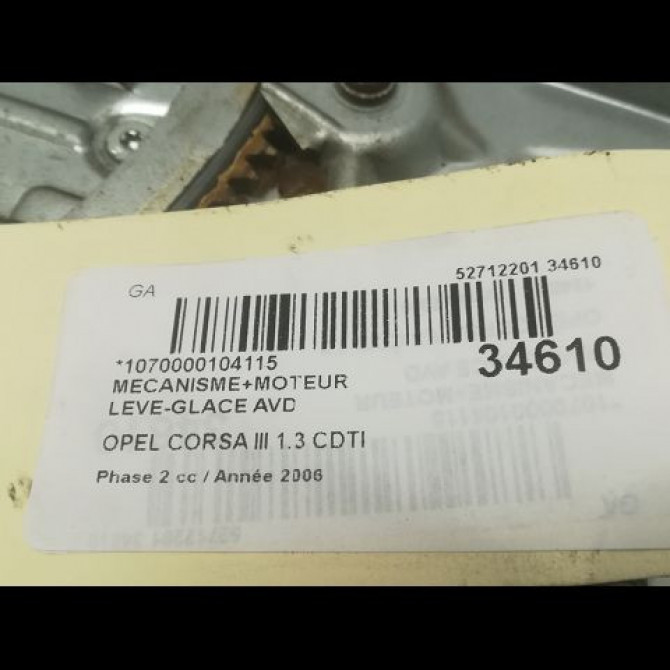 GA
52712201 34610
*1070000104115
34610
MECANISME+MOTEUR
LEVE-GLACE AVD
OPEL CORSA III 1.3 CDTI
Phase 2 cc / Année 2006